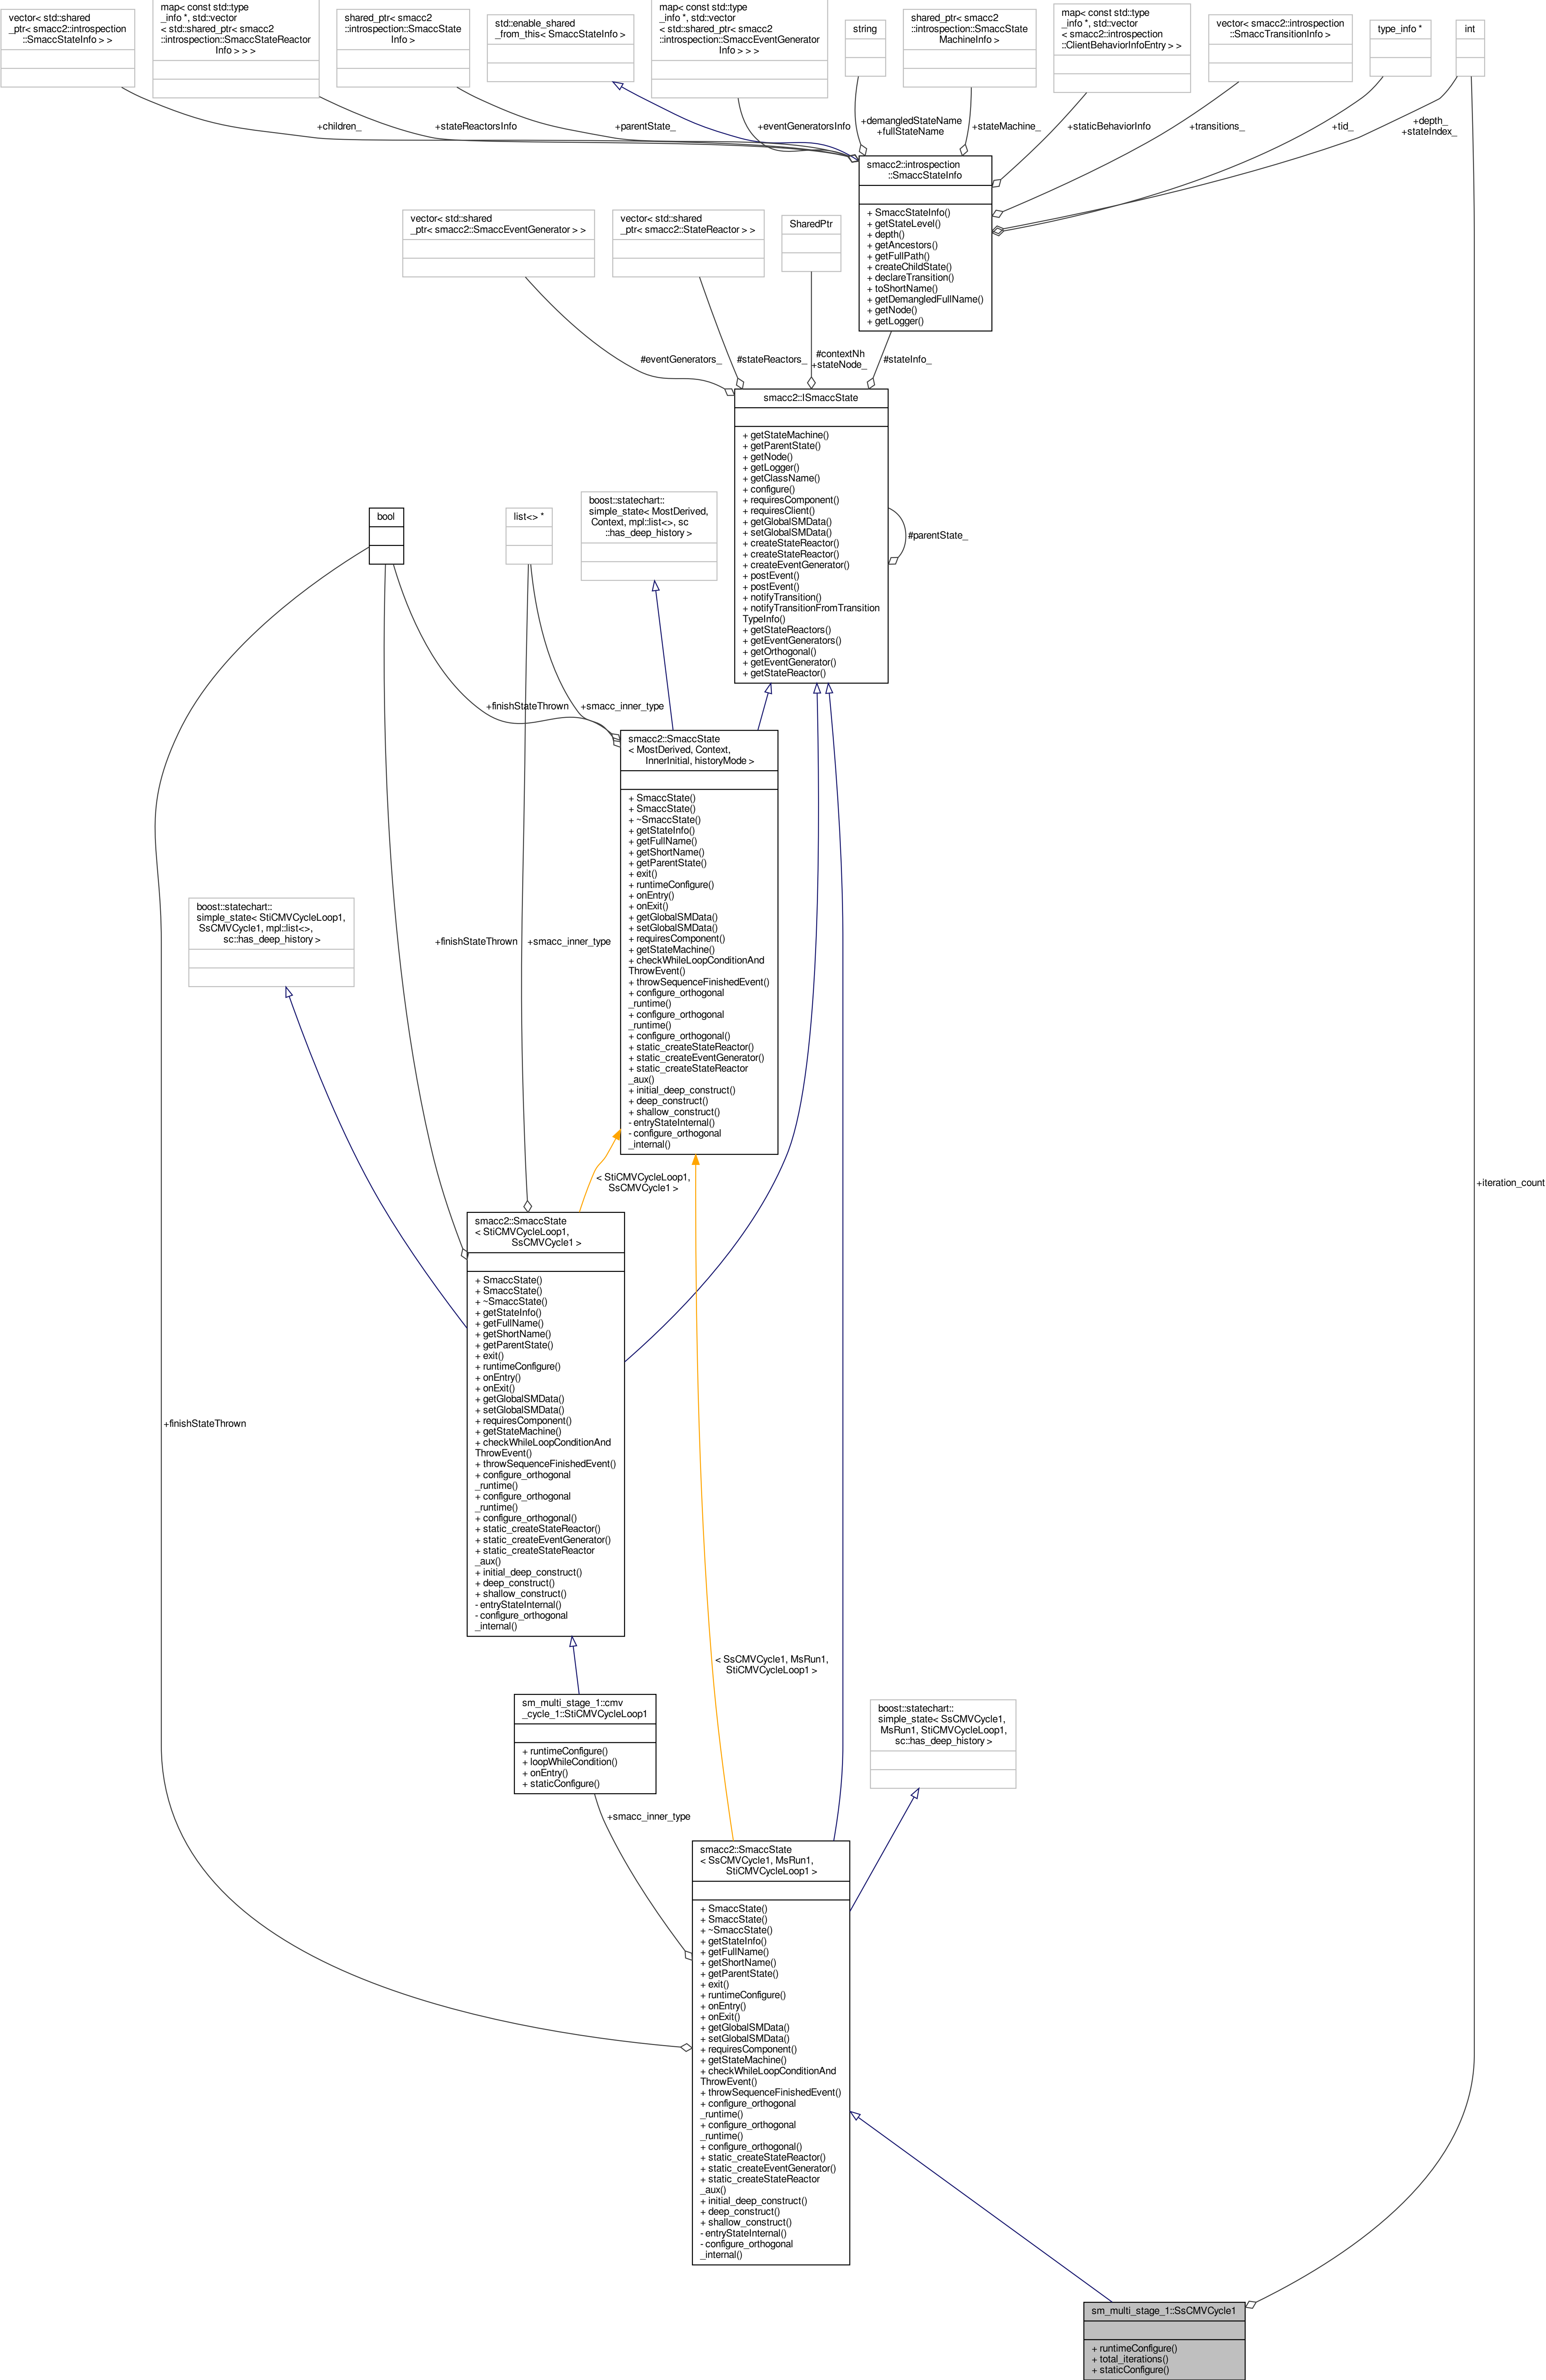 vector< std::shared
_ptr< smacc2::introspection
::SmaccStateInfo > >
map< const std::type
_info *, std::vector
< std::shared_ptr< smacc2
::introspection::SmaccStateReactor
Info > > >
shared_ptr< smacc2
::introspection::SmaccState
Info >
std::enable_shared
_from_this< SmaccStateInfo >
map< const std::type
_info *, std::vector
< std::shared_ptr< smacc2
::introspection::SmaccEventGenerator
Info > > >
string
shared_ptr< smacc2
::introspection::SmaccState
MachineInfo >
map< const std::type
_info *, std::vector
< smacc2::introspection
::ClientBehaviorInfoEntry > >
vector< smacc2::introspection
::SmaccTransitionInfo >
type_info *
int
+children_
+stateReactorsInfo
+parentState_
+eventGeneratorsInfo
+demangledStateName
+fullStateName
+stateMachine_
+staticBehaviorInfo
+transitions_
+tid_
+depth_
+stateIndex_
smacc2::introspection
::SmaccStateInfo
+ SmaccStateInfo()
+ getStateLevel()
+ depth()
+ getAncestors()
+ getFullPath()
+ createChildState()
+ declareTransition()
+ toShortName()
+ getDemangledFullName()
+ getNode()
+ getLogger()
vector< std::shared
_ptr< smacc2::SmaccEventGenerator > >
vector< std::shared
_ptr< smacc2::StateReactor > >
SharedPtr
#eventGenerators_
#stateReactors_
#contextNh
+stateNode_
#stateInfo_
smacc2::ISmaccState
+ getStateMachine()
+ getParentState()
+ getNode()
+ getLogger()
+ getClassName()
+ configure()
+ requiresComponent()
+ requiresClient()
+ getGlobalSMData()
+ setGlobalSMData()
+ createStateReactor()
+ createStateReactor()
+ createEventGenerator()
+ postEvent()
+ postEvent()
+ notifyTransition()
+ notifyTransitionFromTransition
TypeInfo()
+ getStateReactors()
+ getEventGenerators()
+ getOrthogonal()
+ getEventGenerator()
+ getStateReactor()
#parentState_
bool
list<> *
boost::statechart::
simple_state< MostDerived,
Context, mpl::list<>, sc
::has_deep_history >
+finishStateThrown
+smacc_inner_type
smacc2::SmaccState
< MostDerived, Context,
InnerInitial, historyMode >
+ SmaccState()
+ SmaccState()
+ ~SmaccState()
+ getStateInfo()
+ getFullName()
+ getShortName()
+ getParentState()
+ exit()
+ runtimeConfigure()
+ onEntry()
+ onExit()
+ getGlobalSMData()
+ setGlobalSMData()
+ requiresComponent()
+ getStateMachine()
+ checkWhileLoopConditionAnd
ThrowEvent()
+ throwSequenceFinishedEvent()
+ configure_orthogonal
_runtime()
+ configure_orthogonal
_runtime()
+ configure_orthogonal()
+ static_createStateReactor()
+ static_createEventGenerator()
+ static_createStateReactor
_aux()
+ initial_deep_construct()
+ deep_construct()
+ shallow_construct()
- entryStateInternal()
- configure_orthogonal
_internal()
boost::statechart::
simple_state< StiCMVCycleLoop1,
SsCMVCycle1, mpl::list<>,
sc::has_deep_history >
+finishStateThrown
+smacc_inner_type
< StiCMVCycleLoop1,
SsCMVCycle1 >
+iteration_count
smacc2::SmaccState
< StiCMVCycleLoop1,
SsCMVCycle1 >
+ SmaccState()
+ SmaccState()
+ ~SmaccState()
+ getStateInfo()
+ getFullName()
+ getShortName()
+ getParentState()
+ exit()
+ runtimeConfigure()
+ onEntry()
+ onExit()
+ getGlobalSMData()
+ setGlobalSMData()
+ requiresComponent()
+ getStateMachine()
+ checkWhileLoopConditionAnd
ThrowEvent()
+ throwSequenceFinishedEvent()
+ configure_orthogonal
_runtime()
+ configure_orthogonal
_runtime()
+ configure_orthogonal()
+ static_createStateReactor()
+ static_createEventGenerator()
+ static_createStateReactor
_aux()
+ initial_deep_construct()
+ deep_construct()
+ shallow_construct()
- entryStateInternal()
- configure_orthogonal
_internal()
+finishStateThrown
< SsCMVCycle1, MsRun1,
StiCMVCycleLoop1 >
sm_multi_stage_1::cmv
_cycle_1::StiCMVCycleLoop1
+ runtimeConfigure()
+ loopWhileCondition()
+ onEntry()
+ staticConfigure()
boost::statechart::
simple_state< SsCMVCycle1,
MsRun1, StiCMVCycleLoop1,
sc::has_deep_history >
+smacc_inner_type
smacc2::SmaccState
< SsCMVCycle1, MsRun1,
StiCMVCycleLoop1 >
+ SmaccState()
+ SmaccState()
+ ~SmaccState()
+ getStateInfo()
+ getFullName()
+ getShortName()
+ getParentState()
+ exit()
+ runtimeConfigure()
+ onEntry()
+ onExit()
+ getGlobalSMData()
+ setGlobalSMData()
+ requiresComponent()
+ getStateMachine()
+ checkWhileLoopConditionAnd
ThrowEvent()
+ throwSequenceFinishedEvent()
+ configure_orthogonal
_runtime()
+ configure_orthogonal
_runtime()
+ configure_orthogonal()
+ static_createStateReactor()
+ static_createEventGenerator()
+ static_createStateReactor
_aux()
+ initial_deep_construct()
+ deep_construct()
+ shallow_construct()
- entryStateInternal()
- configure_orthogonal
_internal()
sm_multi_stage_1::SsCMVCycle1
+ runtimeConfigure()
+ total_iterations()
+ staticConfigure()